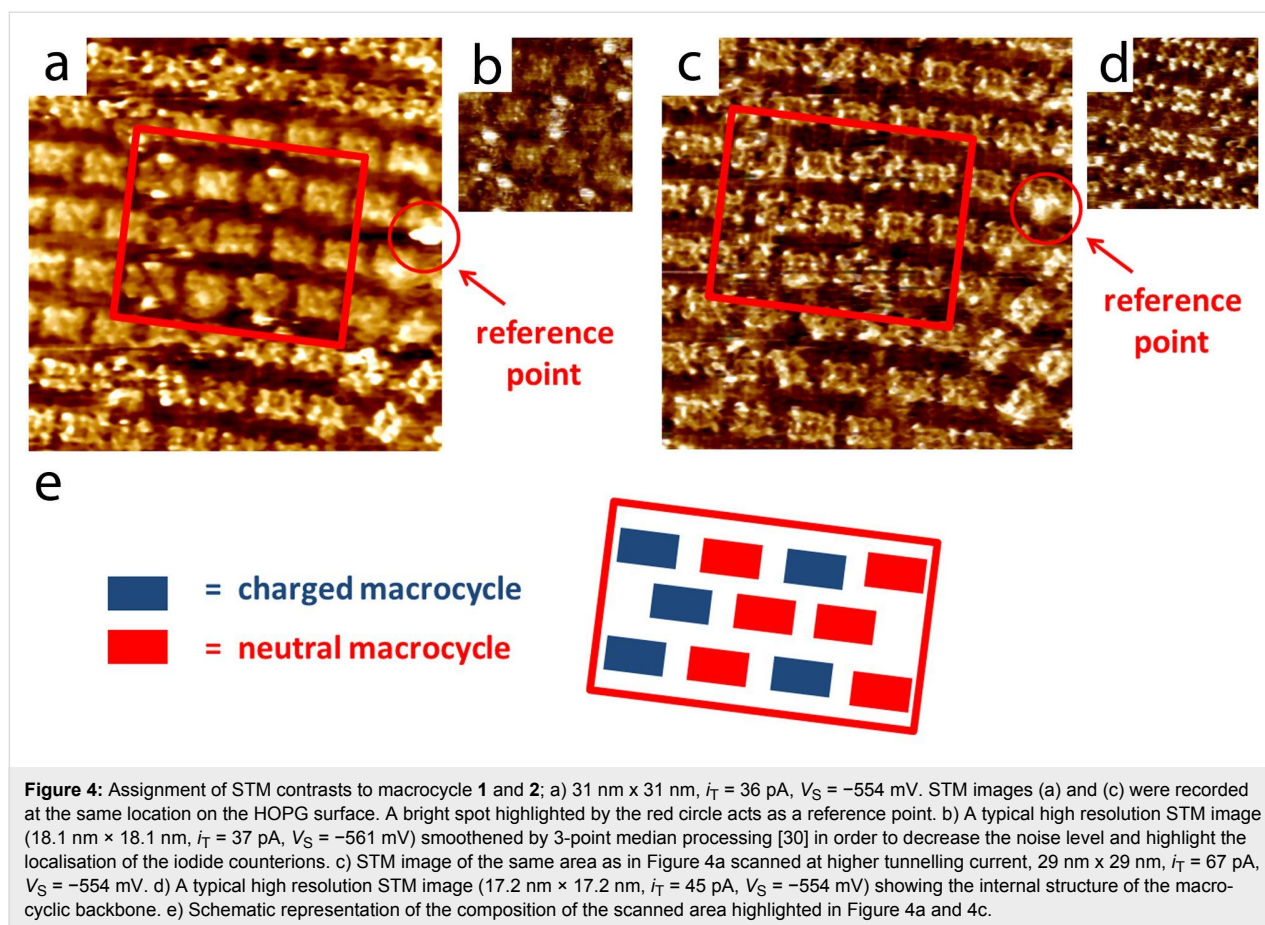 a
b
c
d
reference
point
reference
point
e
= charged macrocycle
= neutral macrocycle
Figure 4: Assignment of STM contrasts to macrocycle 1 and 2; a) 31 nm x 31 nm, iT = 36 pA, VS = −554 mV. STM images (a) and (c) were recorded
at the same location on the HOPG surface. A bright spot highlighted by the red circle acts as a reference point. b) A typical high resolution STM image
(18.1 nm × 18.1 nm, iT = 37 pA, VS = −561 mV) smoothened by 3-point median processing [30] in order to decrease the noise level and highlight the
localisation of the iodide counterions. c) STM image of the same area as in Figure 4a scanned at higher tunnelling current, 29 nm x 29 nm, iT = 67 pA,
VS = −554 mV. d) A typical high resolution STM image (17.2 nm × 17.2 nm, iT = 45 pA, VS = −554 mV) showing the internal structure of the macro-
cyclic backbone. e) Schematic representation of the composition of the scanned area highlighted in Figure 4a and 4c.